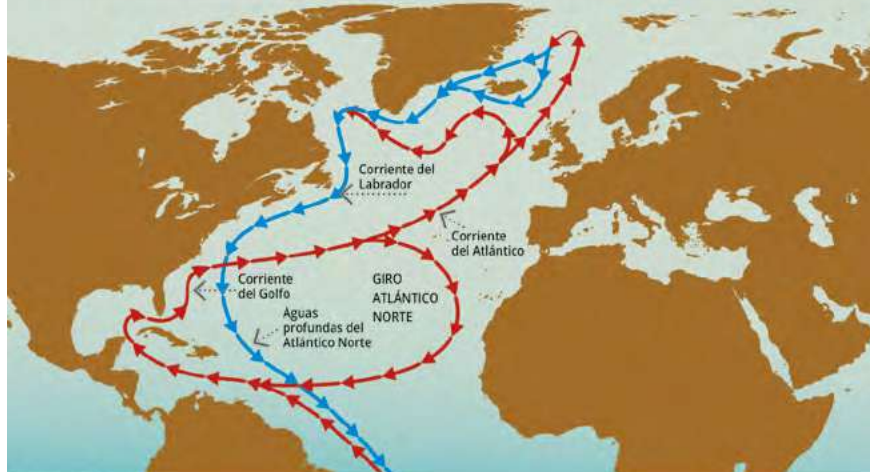 Corriente del
Labrador
Corriente
del Atlántico
Corriente
del Golfo
GIRO
ATLÁNTICO
NORTE
Aguas
profundas del
Atlántico Norte